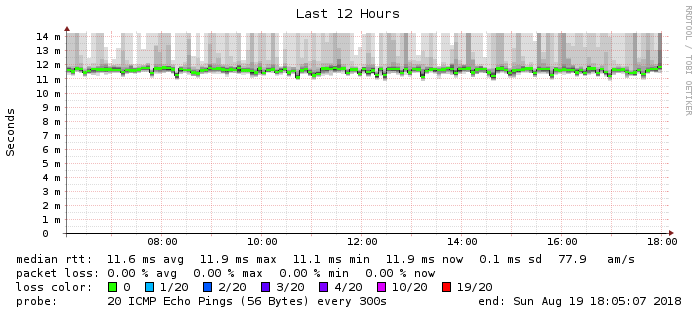 Last 12 Hours
RRDTOOL / TOBI OETIKER
Seconds
14 m
12 m
11 m
10 m
9 m
8 m
7 m
6 m
5 m
4 m
3 m
2 m
1 m
0
08:00 10:00 12:00 14:00 16:00 18:00
median rtt: 11.6 ms avg 11.9 ms max 11.1 ms min 11.9 ms now 0.1 ms sd 77.9 am/s
packet loss: 0.00 % avg 0.00 % max 0.00 % min 0.00 % now
loss color: 0 1/20 2/20 3/20 4/20 10/20 19/20
probe: 20 ICMP Echo Pings (56 Bytes) every 300s end: Sun Aug 19 18:05:07 2018